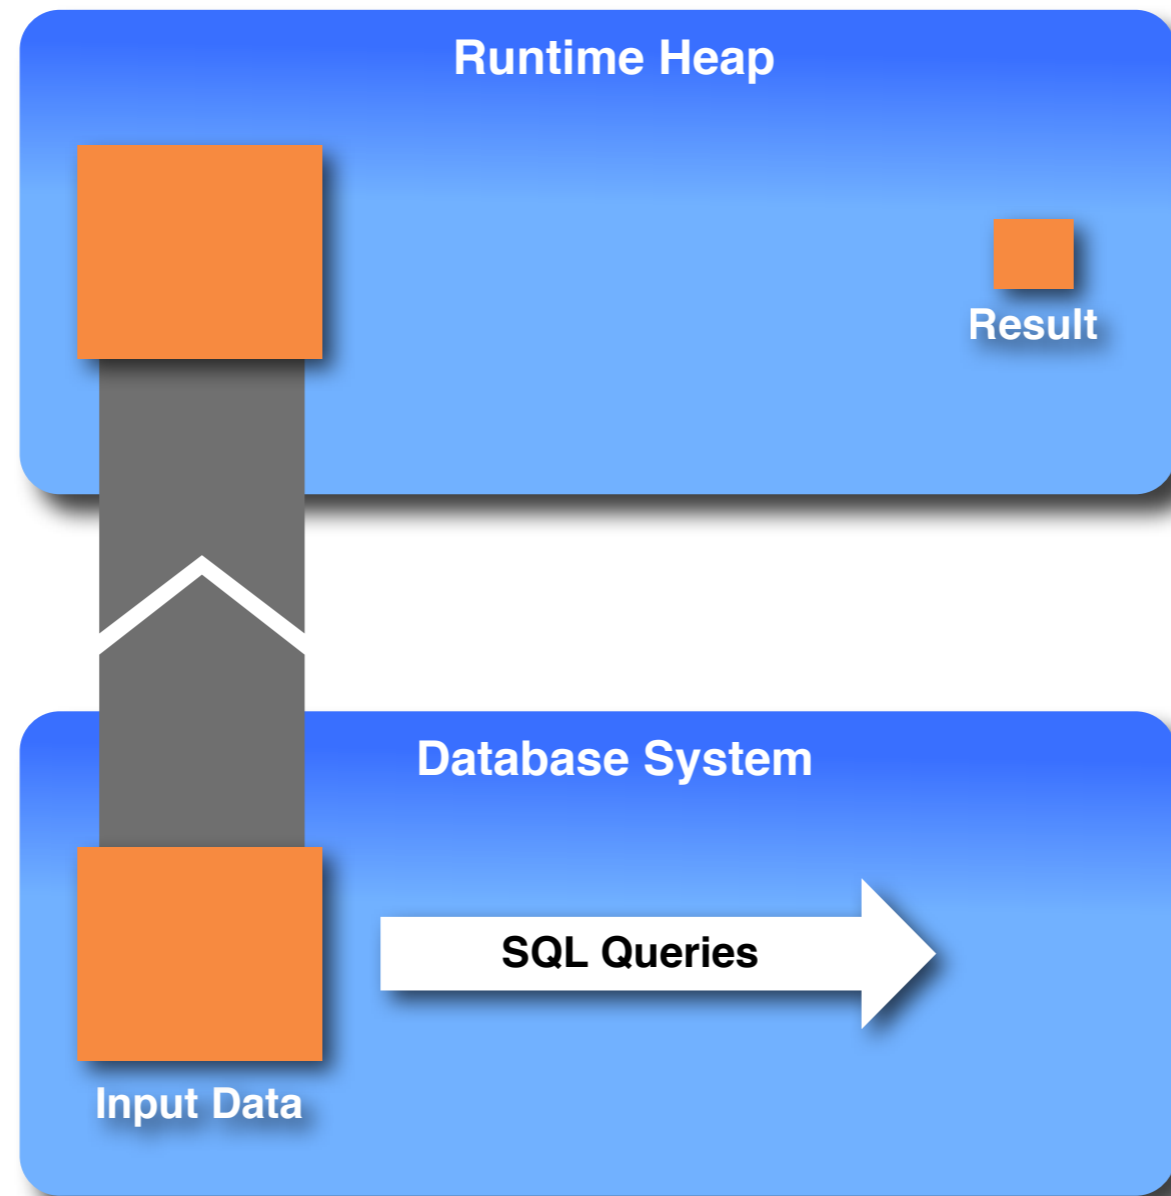 Runtime Heap
Result
Database System
SQL Queries
Input Data